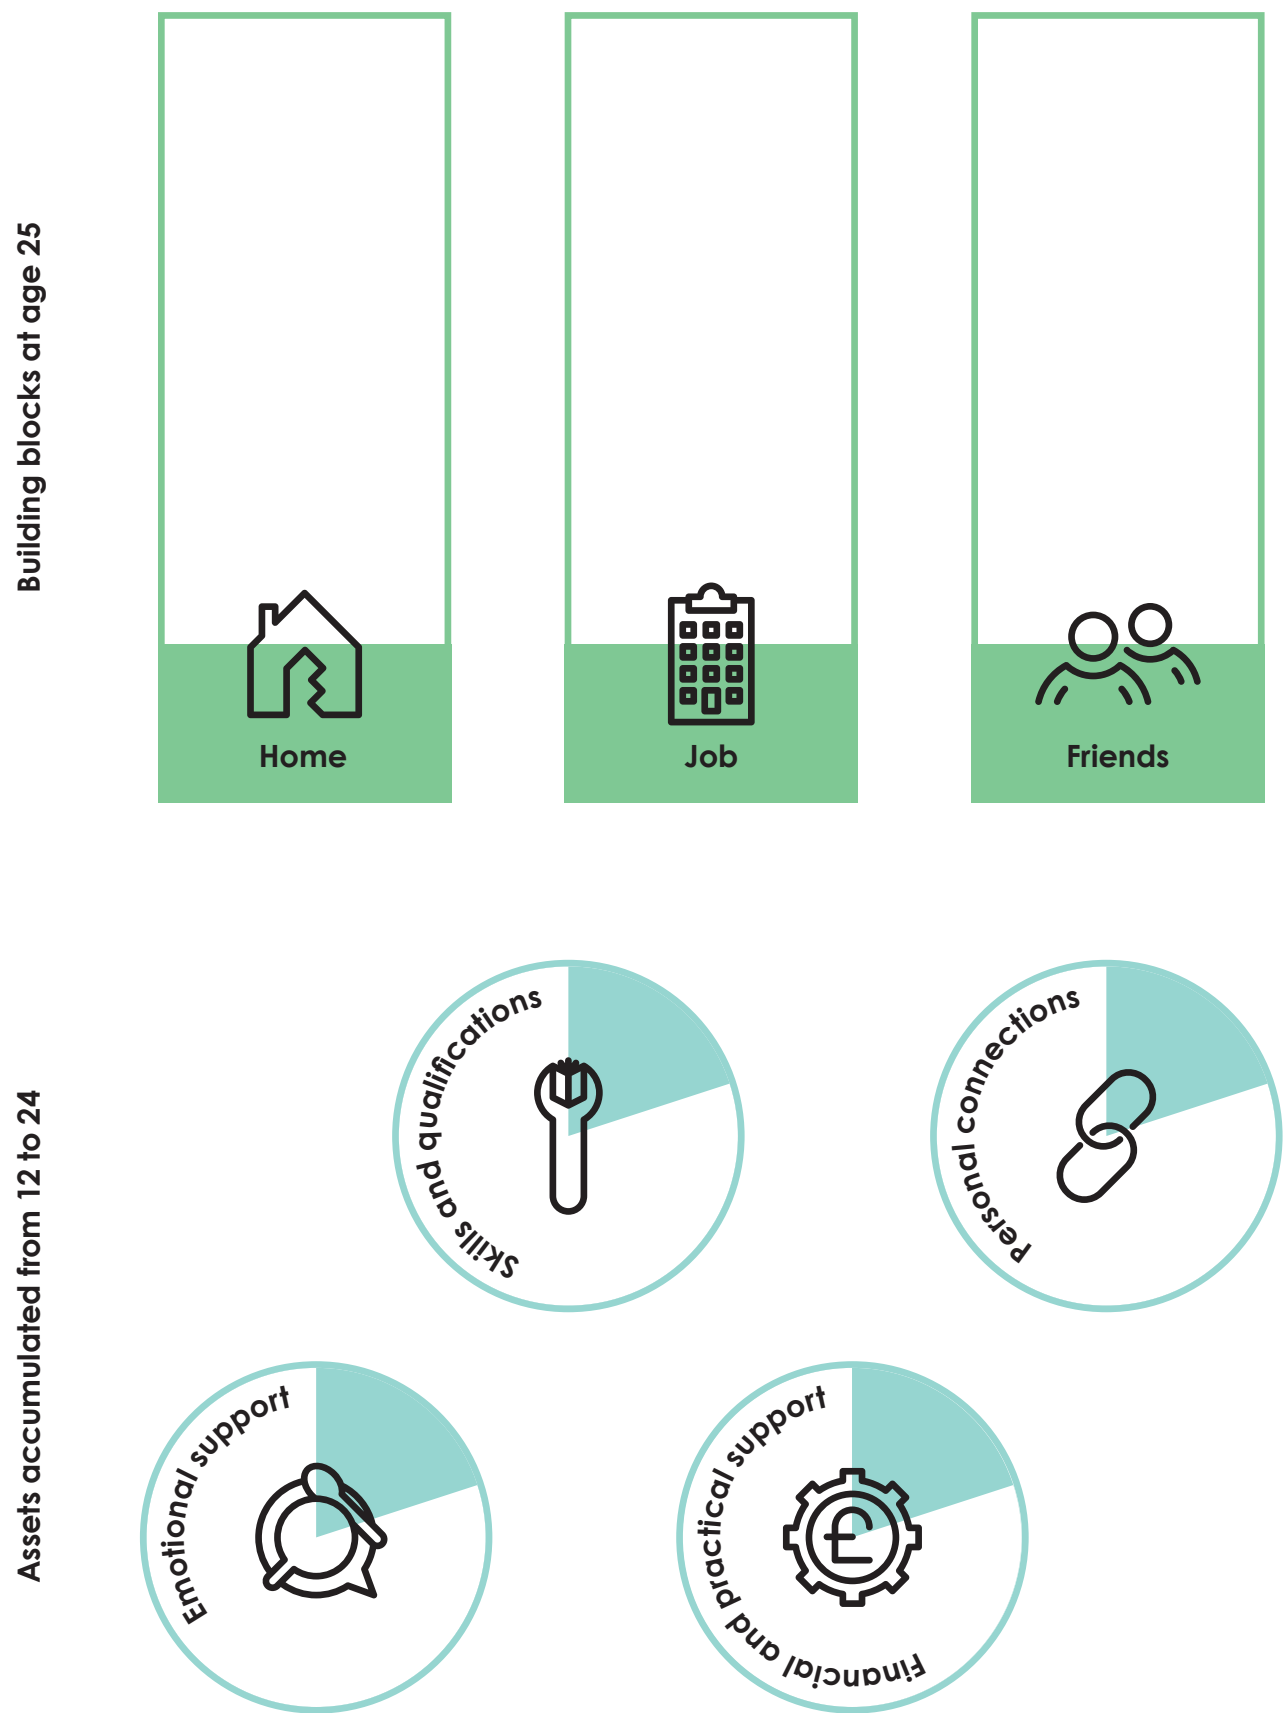 Building blocks at age 25
Home
Job
Friends
Assets accumulated from 12 to 24
Skills and qualifications
Personal connections
Emotional support
Financial and practical support
£